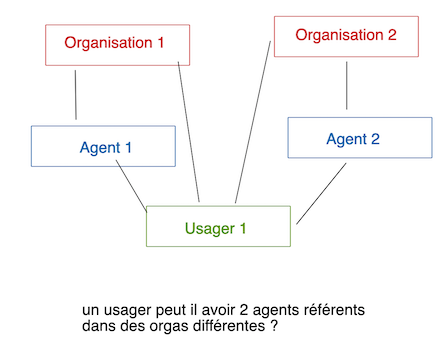 Organisation 1
Organisation 2
Agent 1
Agent 2
Usager 1
un usager peut il avoir 2 agents référents
dans des orgas différentes ?